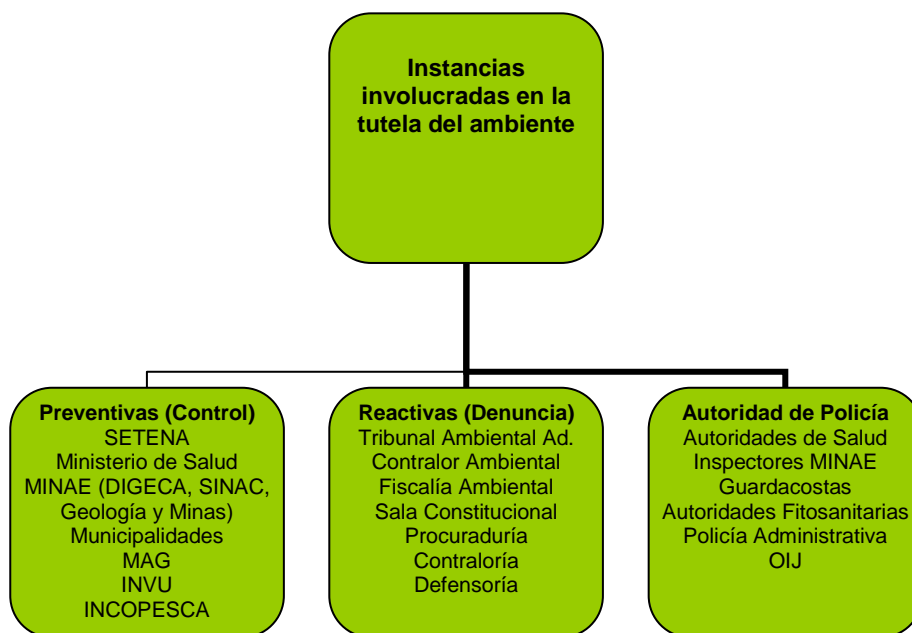 Instancias
involucradas en la
tutela del ambiente
Preventivas (Control)
SETENA
Ministerio de Salud
MINAE (DIGECA, SINAC,
Geología y Minas)
Municipalidades
MAG
INVU
INCOPESCA
Reactivas (Denuncia)
Tribunal Ambiental Ad.
Contralor Ambiental
Fiscalía Ambiental
Sala Constitucional
Procuraduría
Contraloría
Defensoría
Autoridad de Policía
Autoridades de Salud
Inspectores MINAE
Guardacostas
Autoridades Fitosanitarias
Policía Administrativa
OIJ